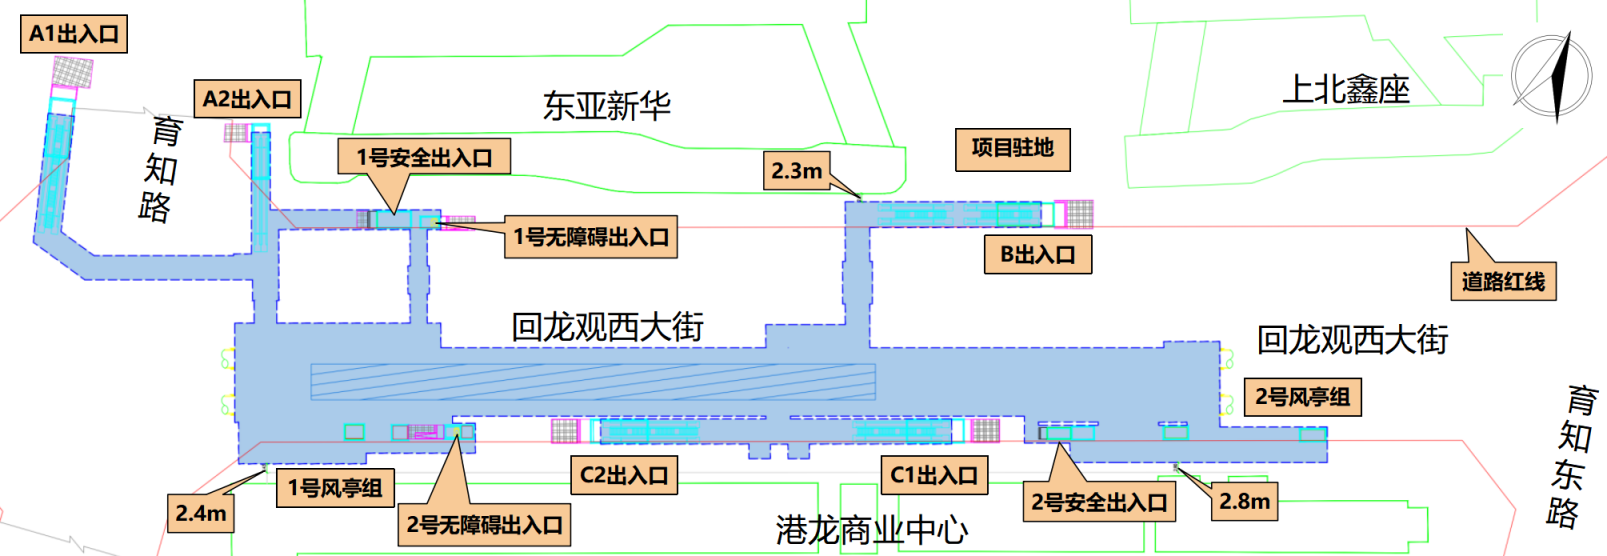 A1出入口
A2出入口
育知路
东亚新华
上北鑫座
项目驻地
1号安全出入口
2.3m
1号无障碍出入口
B出入口
道路红线
回龙观西大街
回龙观西大街
2号风亭组
育知东路
1号风亭组
C2出入口
C1出入口
2号安全出入口
2.8m
2.4m
2号无障碍出入口
港龙商业中心